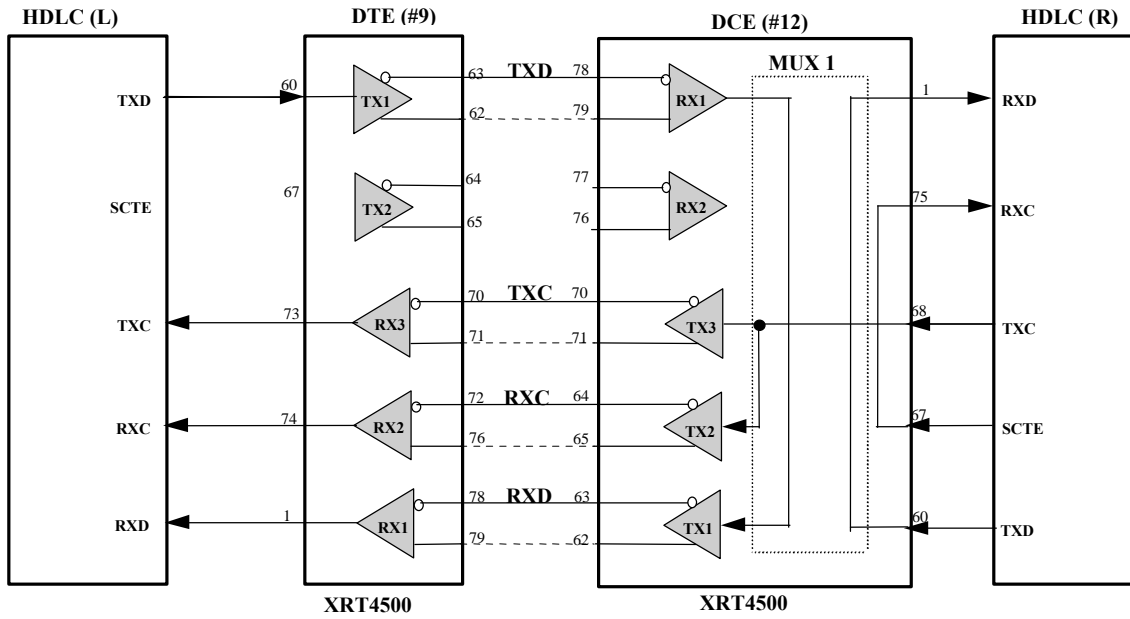 HDLC (L) DTE (#9) DCE (#12) HDLC (R)
MUX 1
TXD 60 TX1 63 TXD 78 RX1 1 RXD
62 79
67 64 77 75
SCTE TX2 65 76 RX2 RXC
TXC 73 RX3 70 TXC 70 TX3 68 TXC
71 71
RXC 74 RX2 72 RXC 64 TX2 67 SCTE
76 65
RXD 1 RX1 78 RXD 63 TX1 60 TXD
79 62
XRT4500 XRT4500